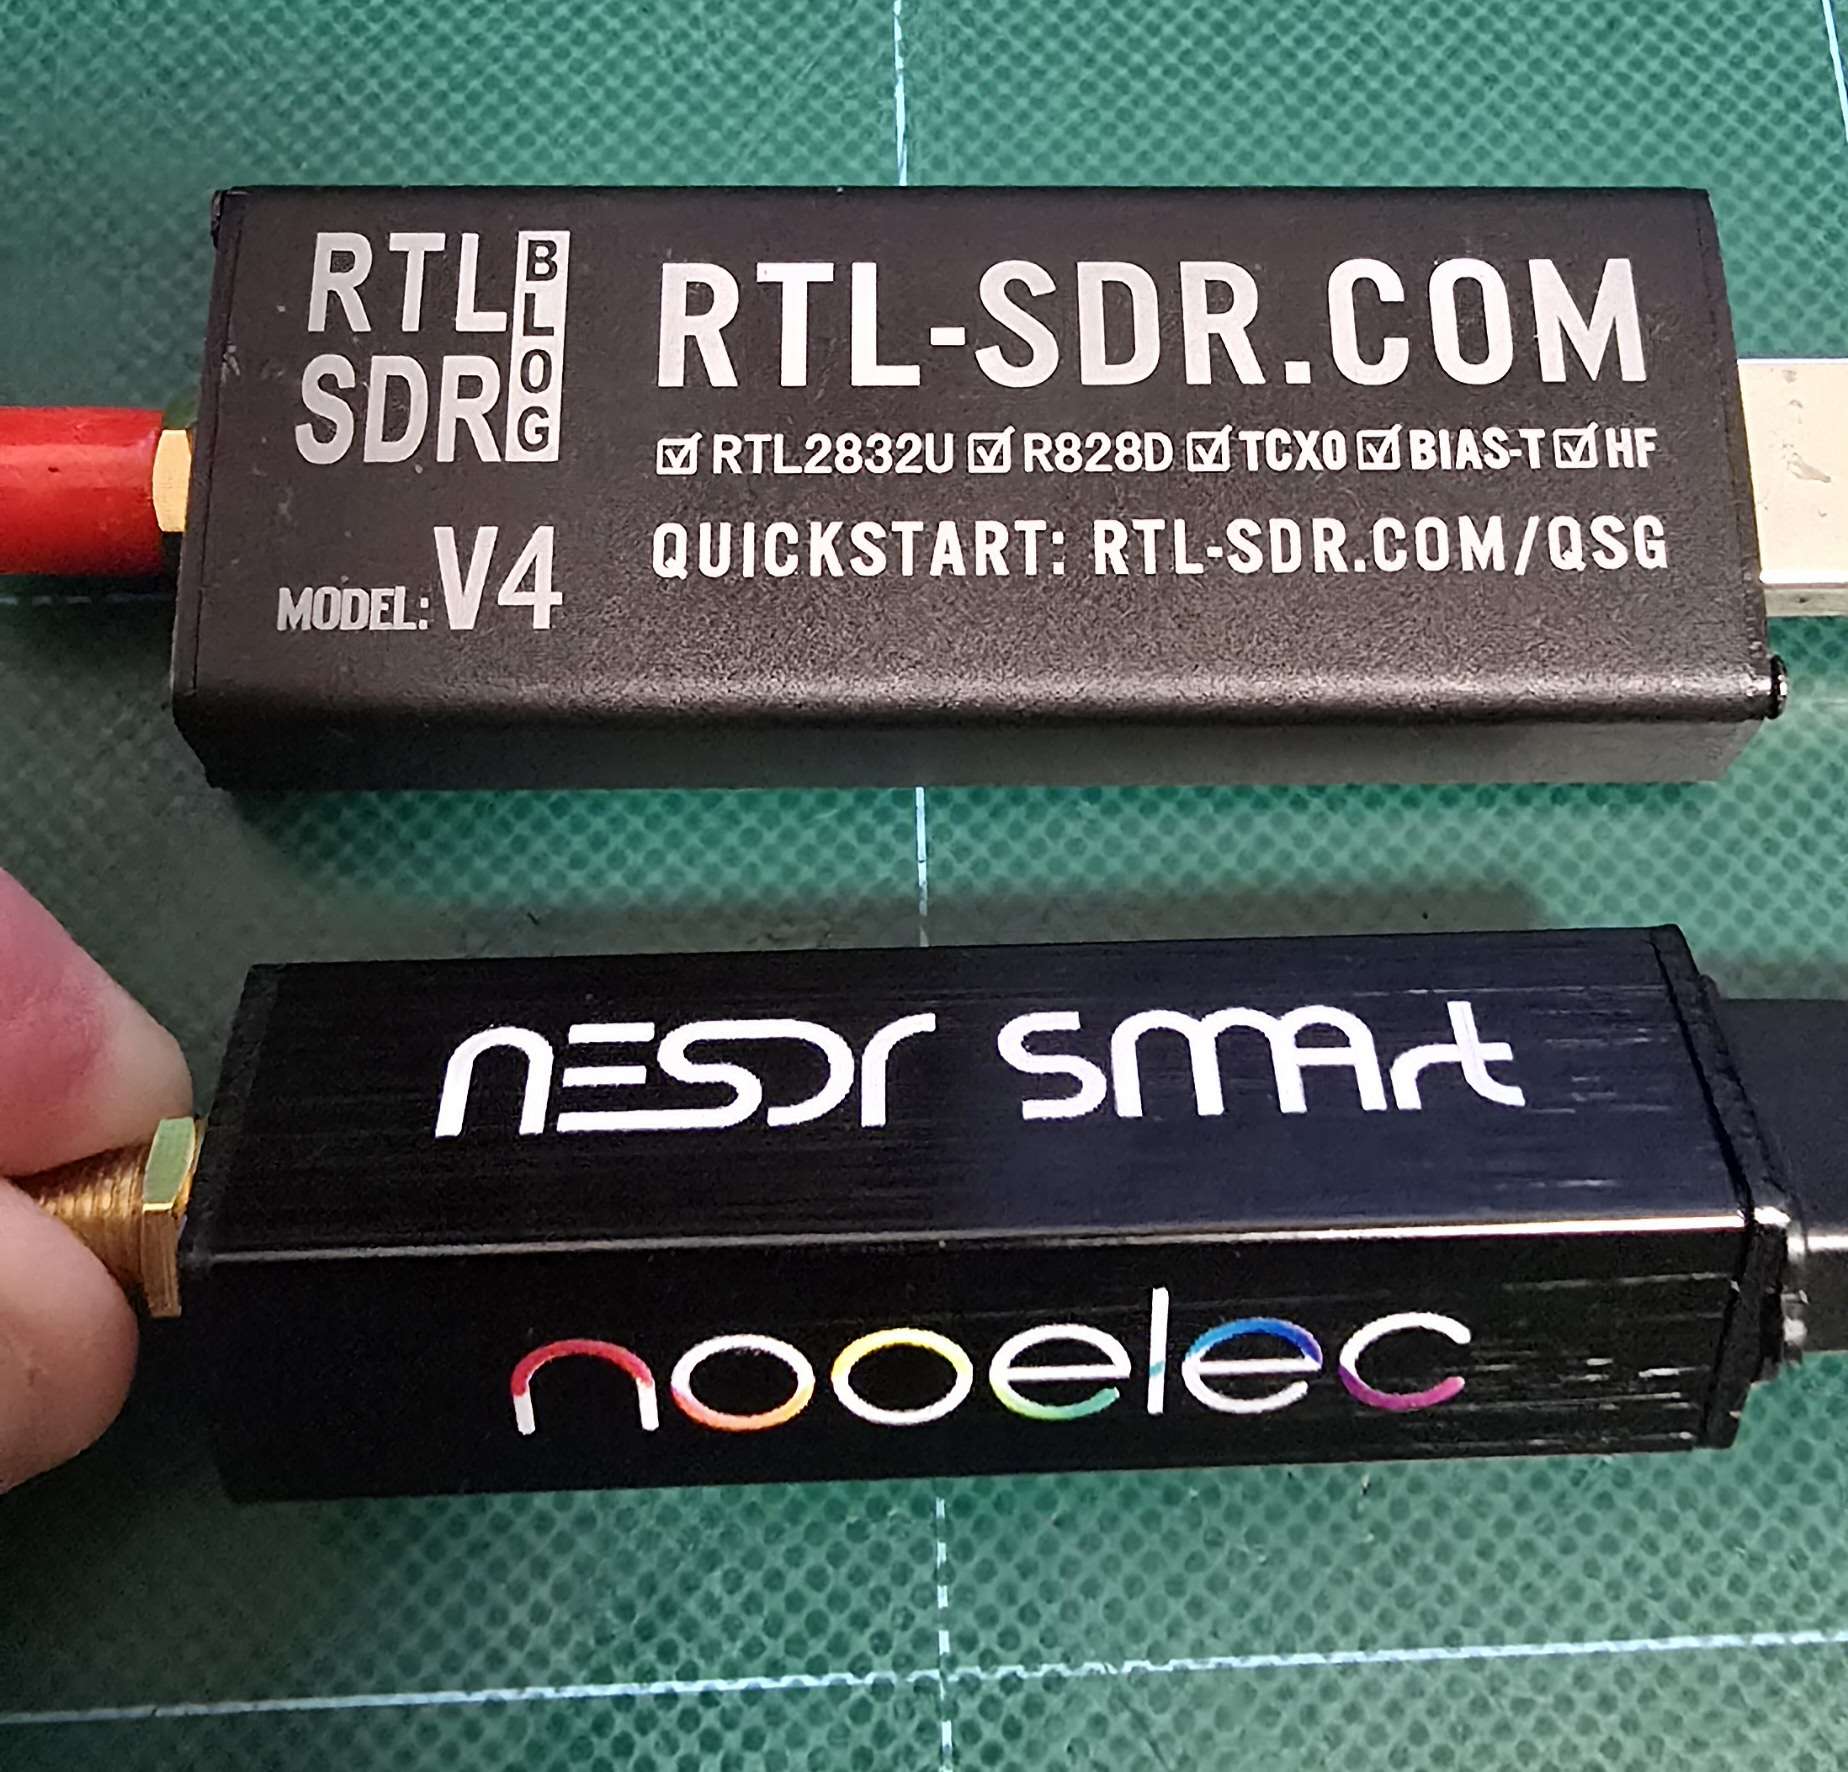 RTL
SDR
BLOG
MODEL: V4
RTL-SDR.COM
☑ RTL2832U ☑ R828D ☑ TCXO ☑ BIAS-T ☑ HF
QUICKSTART: RTL-SDR.COM/QSG
nESDr smArt
nooelec